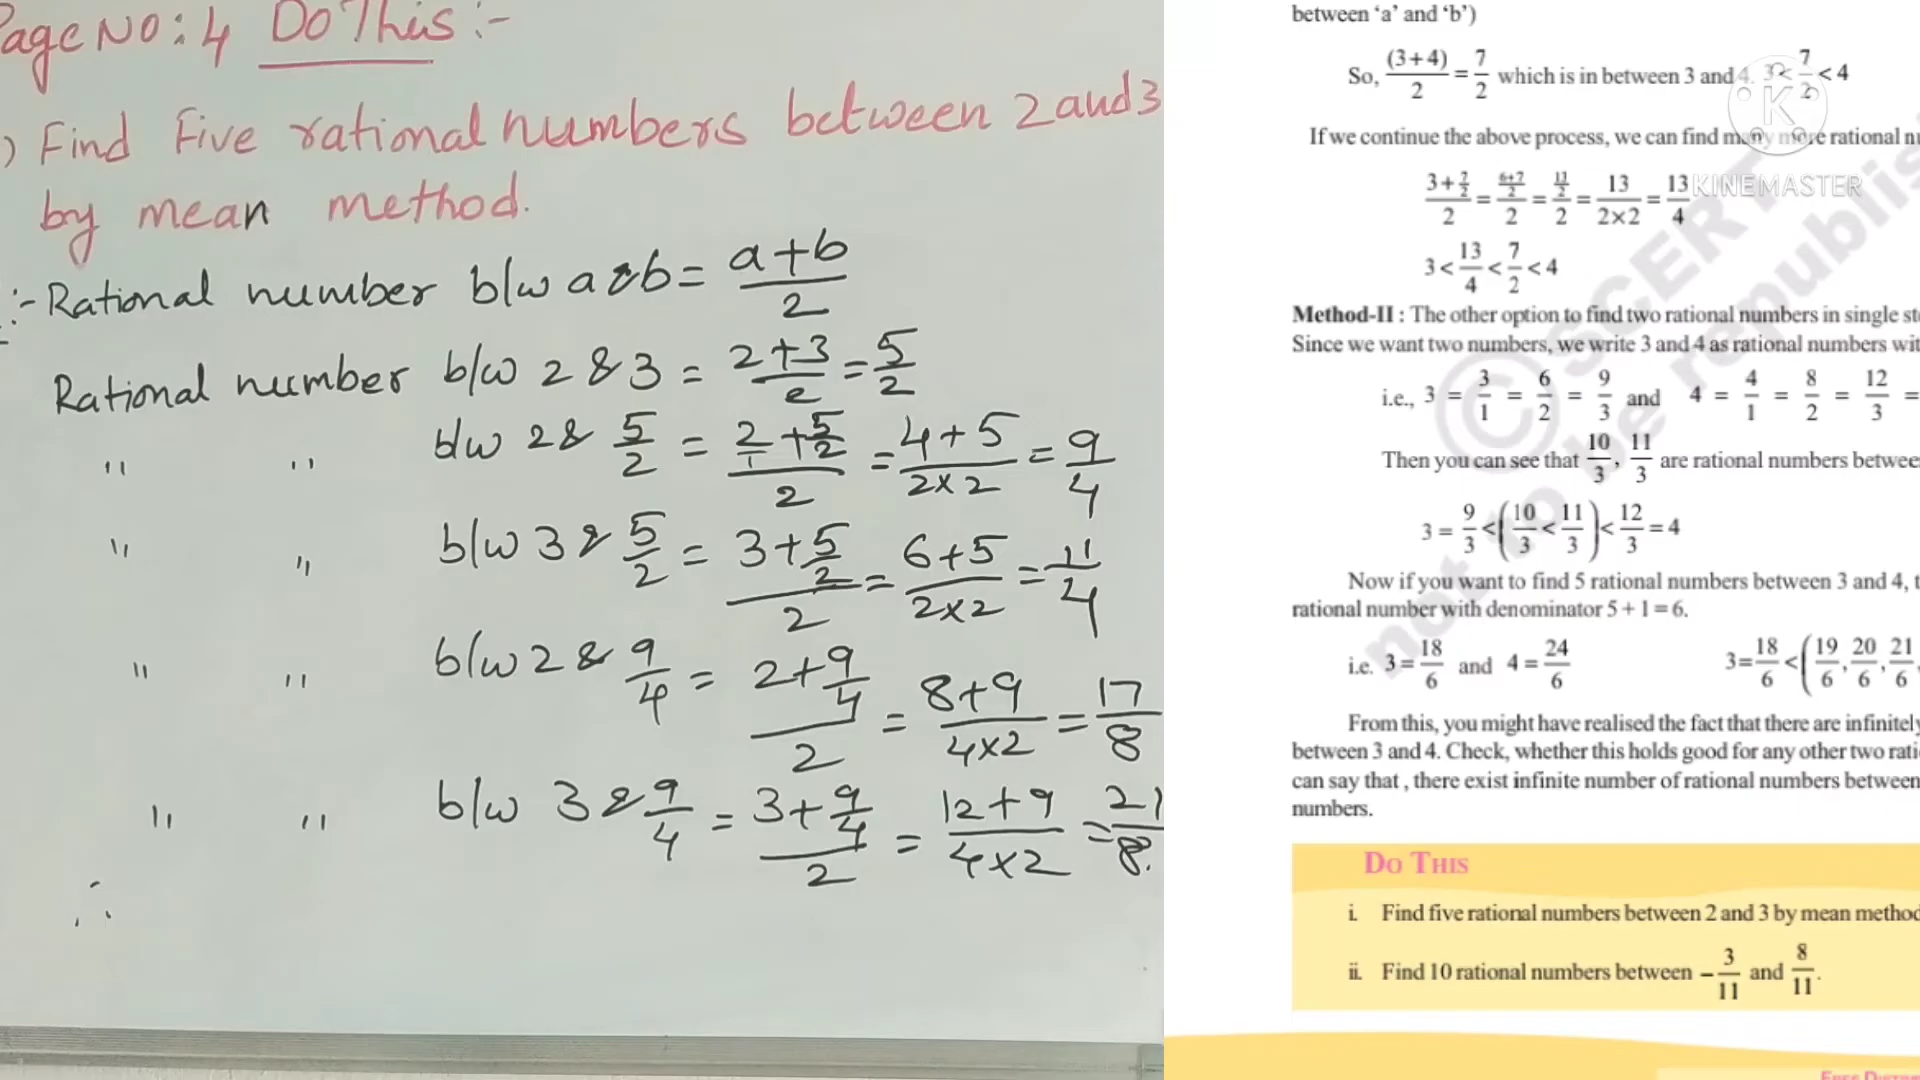 Page NO:4 Do This:-
) Find Five rational numbers between 2 and 3
by mean method.
:- Rational number b/w a & b = (a+b)/2
Rational number b/w 2 & 3 = (2+3)/2 = 5/2
" " b/w 2 & 5/2 = (2/1 + 5/2)/2 = (4+5)/(2×2) = 9/4
" " b/w 3 & 5/2 = (3+5/2)/2 = (6+5)/(2×2) = 11/4
" " b/w 2 & 9/4 = (2+9/4)/2 = (8+9)/(4×2) = 17/8
" " b/w 3 & 9/4 = (3+9/4)/2 = (12+9)/(4×2) = 21/8.
∴
between ‘a’ and ‘b’)
So, (3+4)/2 = 7/2 which is in between 3 and 4. 3 < 7/2 < 4
If we continue the above process, we can find many more rational
(3+7/2)/2 = ((6+7)/2)/2 = (13/2)/2 = 13/(2×2) = 13/4
KINEMASTER
3 < 13/4 < 7/2 < 4
Method-II : The other option to find two rational numbers in single
Since we want two numbers, we write 3 and 4 as rational numbers
i.e., 3 = 3/1 = 6/2 = 9/3 and 4 = 4/1 = 8/2 = 12/3 =
Then you can see that 10/3, 11/3 are rational numbers
3 = 9/3 < (10/3 < 11/3) < 12/3 = 4
Now if you want to find 5 rational numbers between 3 and 4,
rational number with denominator 5 + 1 = 6.
i.e. 3 = 18/6 and 4 = 24/6 3 = 18/6 < (19/6, 20/6, 21/6,
From this, you might have realised the fact that there are infinitely
between 3 and 4. Check, whether this holds good for any other two
can say that , there exist infinite number of rational numbers between
numbers.
DO THIS
i. Find five rational numbers between 2 and 3 by mean method
ii. Find 10 rational numbers between −3/11 and 8/11.
© SCERT
not to be